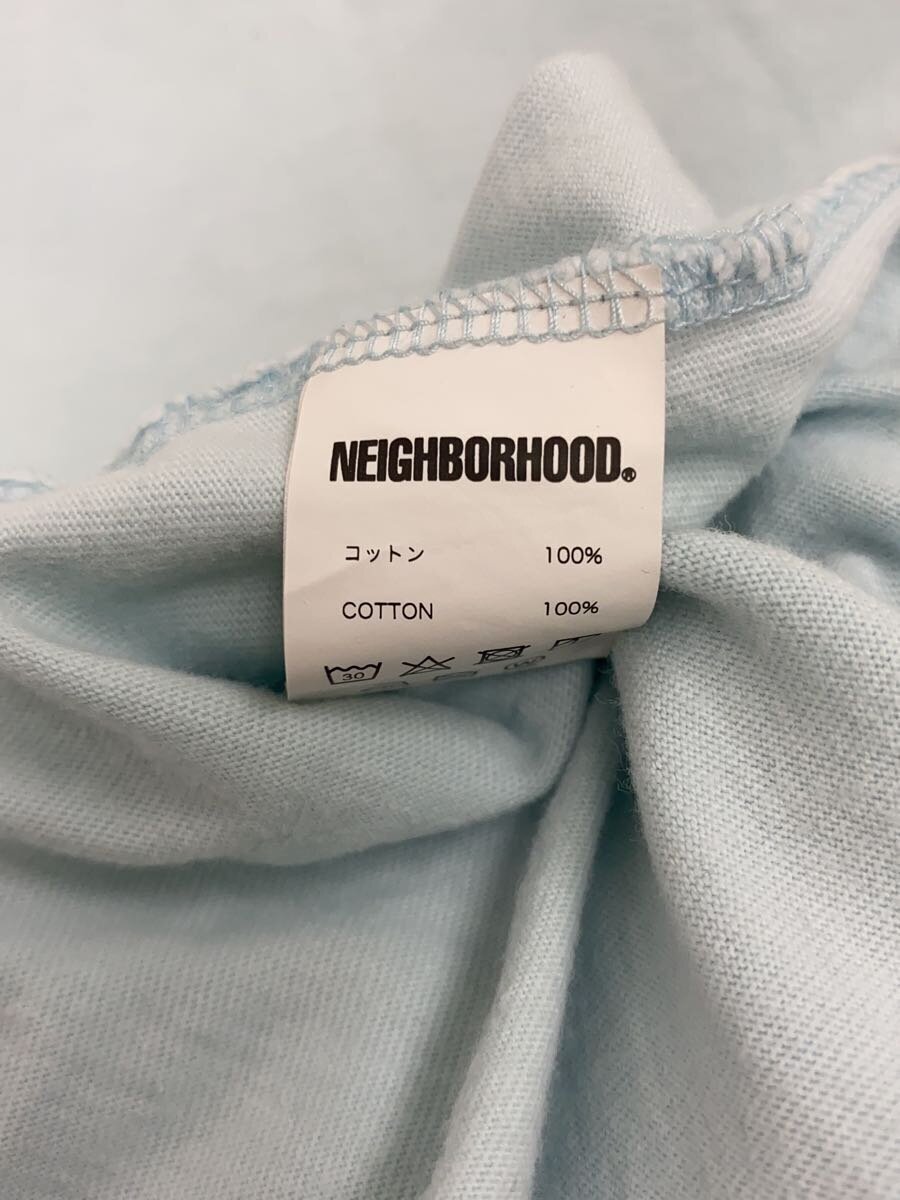 NEIGHBORHOOD®
コットン 100%
COTTON 100%
30
W